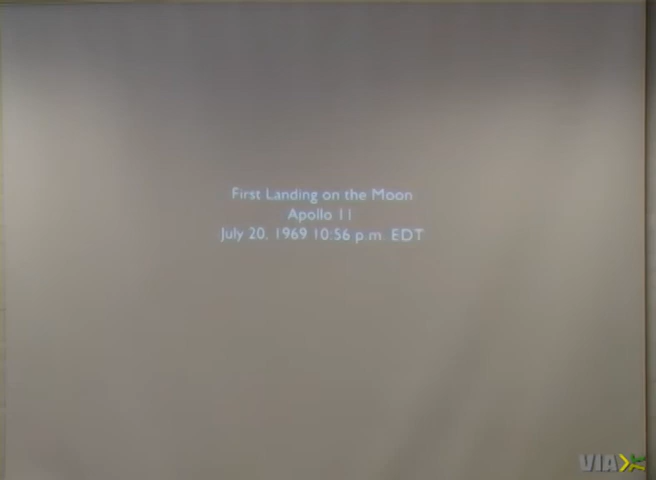 First Landing on the Moon
Apollo 11
July 20, 1969 10:56 p.m. EDT
VIA